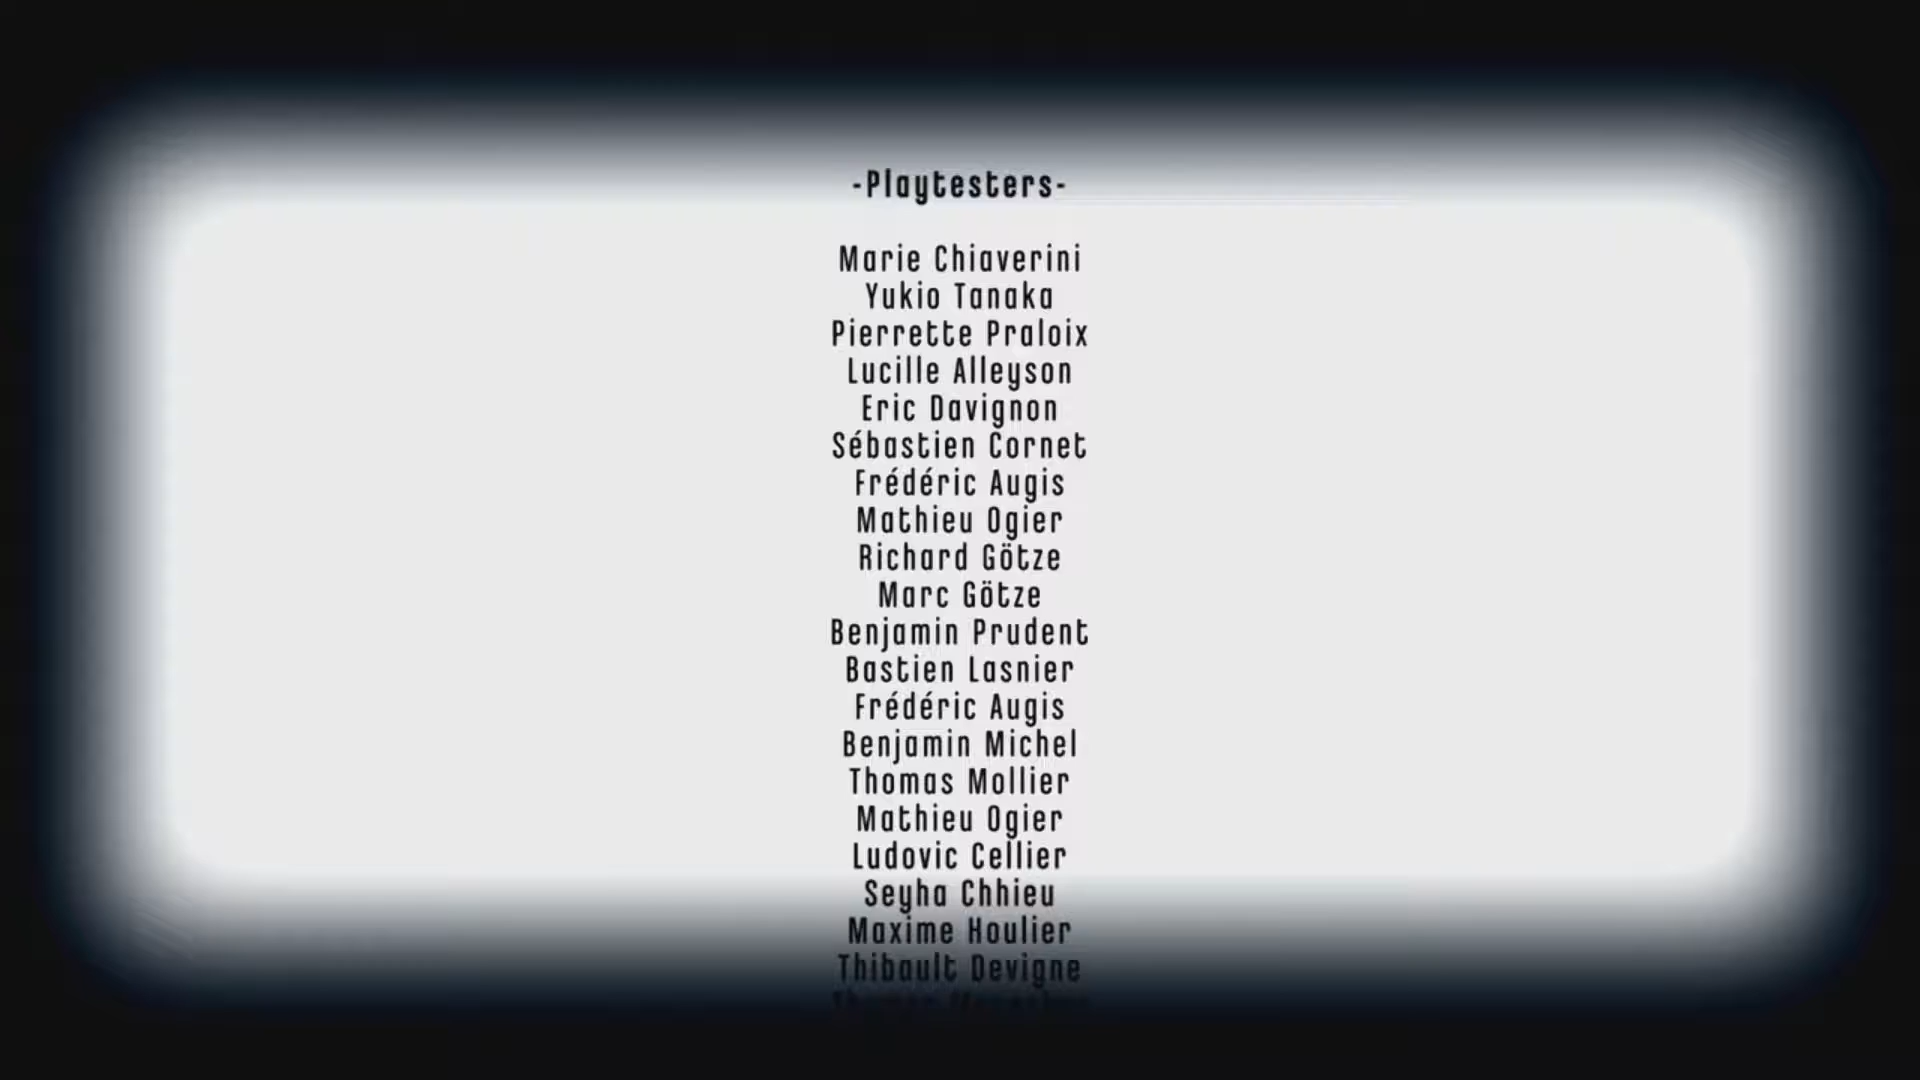 -Playtesters-
Marie Chiaverini
Yukio Tanaka
Pierrette Praloix
Lucille Alleyson
Eric Davignon
Sébastien Cornet
Frédéric Augis
Mathieu Ogier
Richard Götze
Marc Götze
Benjamin Prudent
Bastien Lasnier
Frédéric Augis
Benjamin Michel
Thomas Mollier
Mathieu Ogier
Ludovic Cellier
Seyha Chhieu
Maxime Houlier
Thibault Devigne